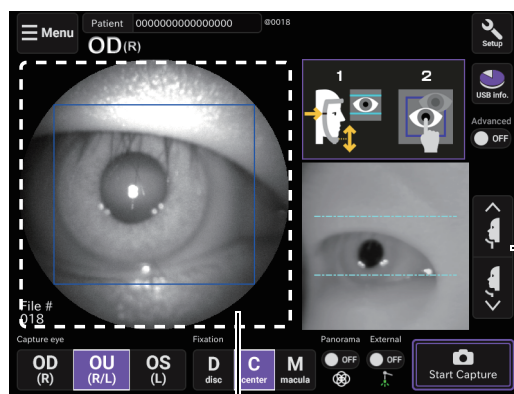 Menu
Patient 0000000000000000 @0018
OD(R)
Setup
1 2
USB Info.
Advanced
OFF
File #
018
Capture eye
OD
(R)
OU
(R/L)
OS
(L)
Fixation
D
disc
C
center
M
macula
Panorama
OFF
External
OFF
Start Capture